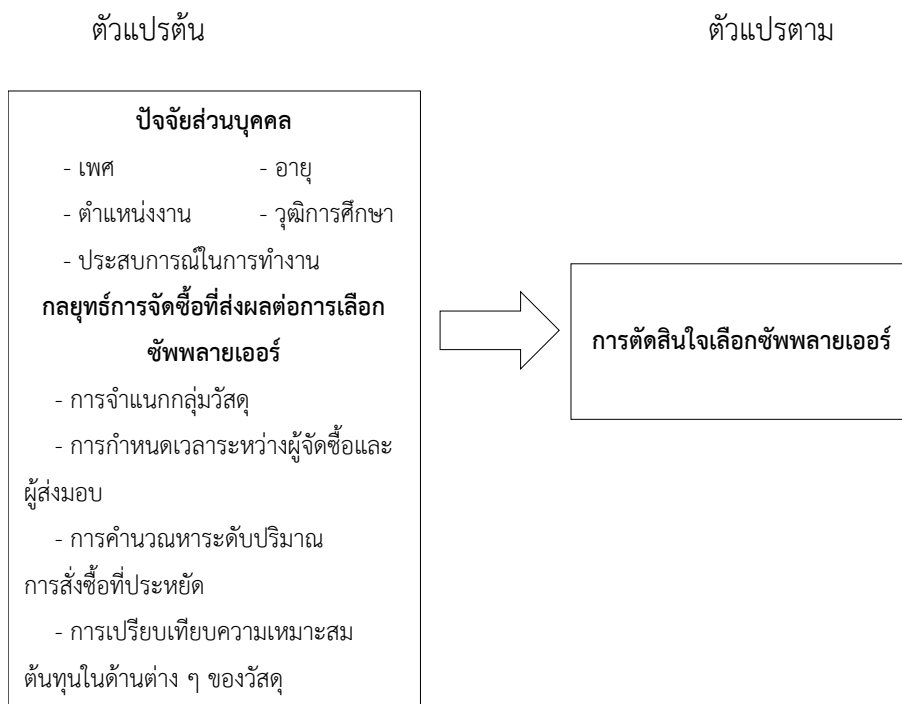 ตัวแปรต้น ตัวแปรตาม
ปัจจัยส่วนบุคคล
- เพศ - อายุ
- ตำแหน่งงาน - วุฒิการศึกษา
- ประสบการณ์ในการทำงาน
กลยุทธ์การจัดซื้อที่ส่งผลต่อการเลือก
ซัพพลายเออร์
- การจำแนกกลุ่มวัสดุ
- การกำหนดเวลาระหว่างผู้จัดซื้อและ
ผู้ส่งมอบ
- การคำนวณหาระดับปริมาณ
การสั่งซื้อที่ประหยัด
- การเปรียบเทียบความเหมาะสม
ต้นทุนในด้านต่าง ๆ ของวัสดุ
การตัดสินใจเลือกซัพพลายเออร์